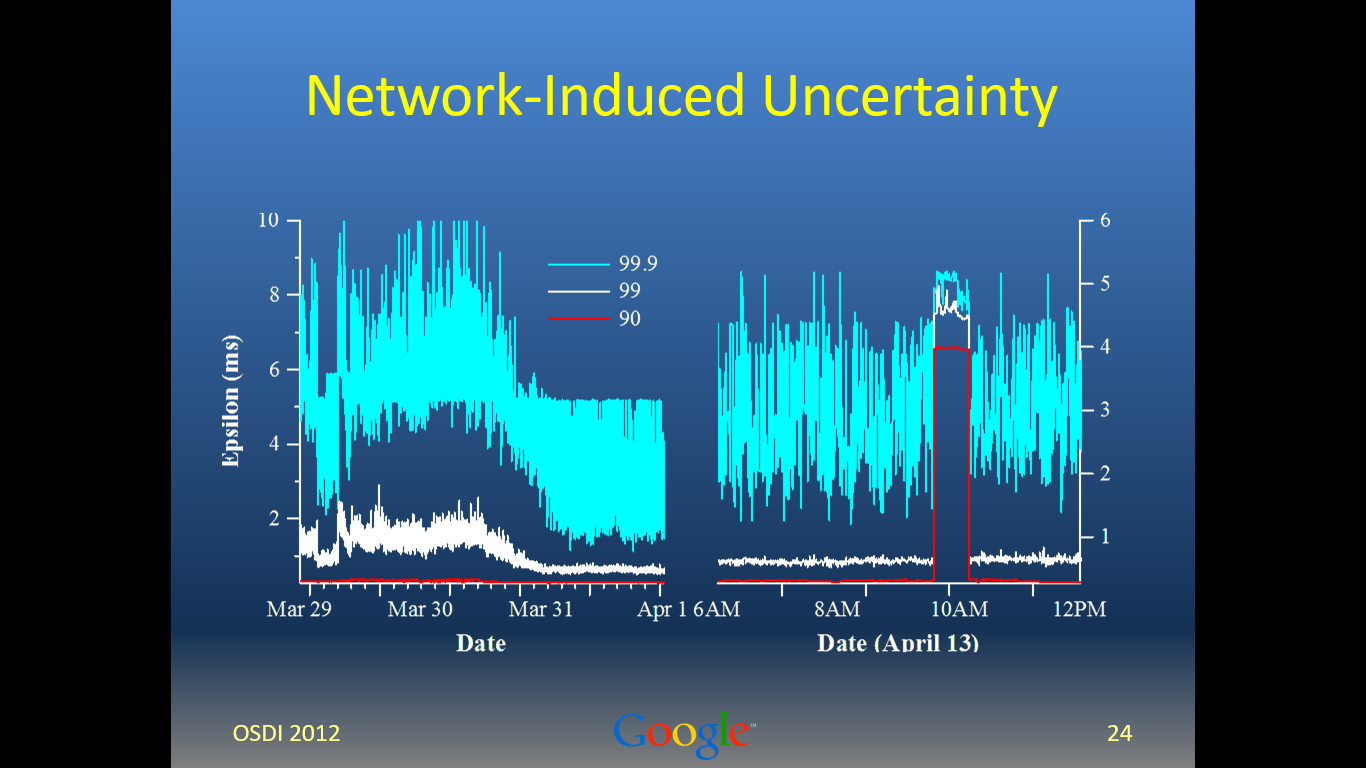 Network-Induced Uncertainty
10
8
6
4
2
Epsilon (ms)
99.9
99
90
Mar 29 Mar 30 Mar 31 Apr 1
Date
6
5
4
3
2
1
6AM 8AM 10AM 12PM
Date (April 13)
OSDI 2012
Google™
24